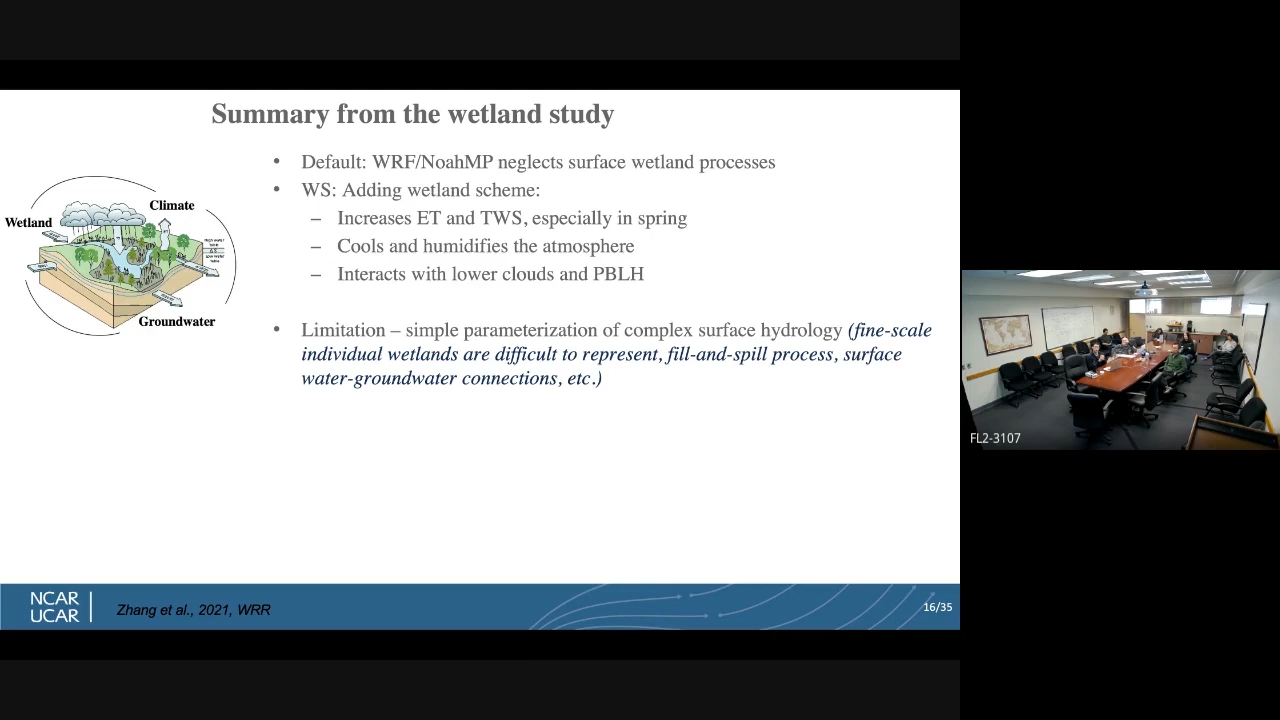 Summary from the wetland study
• Default: WRF/NoahMP neglects surface wetland processes
• WS: Adding wetland scheme:
– Increases ET and TWS, especially in spring
– Cools and humidifies the atmosphere
– Interacts with lower clouds and PBLH
• Limitation – simple parameterization of complex surface hydrology (fine-scale
individual wetlands are difficult to represent, fill-and-spill process, surface
water-groundwater connections, etc.)
Climate
Wetland
Groundwater
NCAR
UCAR
Zhang et al., 2021, WRR
16/35
FL2-3107